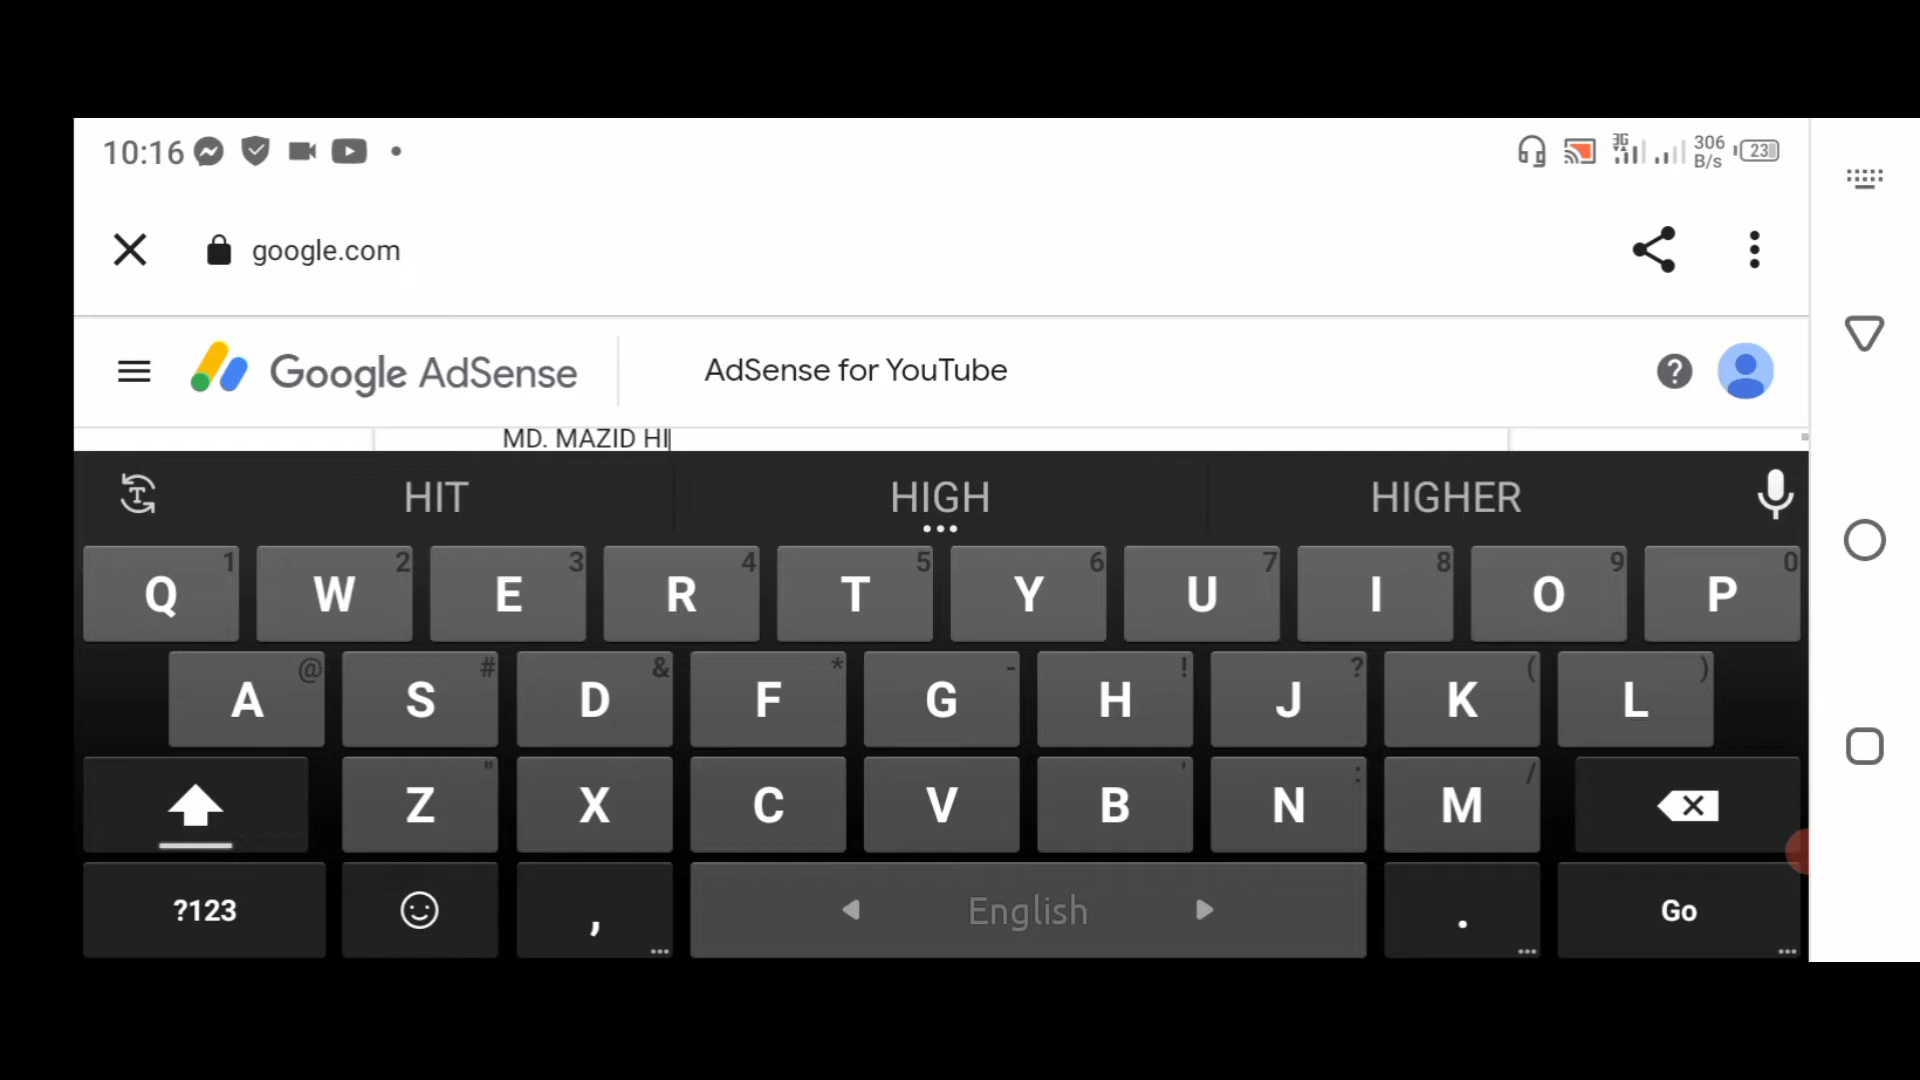 10:16
3G
306
B/s
23
google.com
Google AdSense
AdSense for YouTube
MD. MAZID HI
HIT HIGH HIGHER
Q 1 W 2 E 3 R 4 T 5 Y 6 U 7 I 8 O 9 P 0
A @ S # D & F * G - H ! J ? K ( L )
Z " X C V B ' N : M /
?123 , English . Go